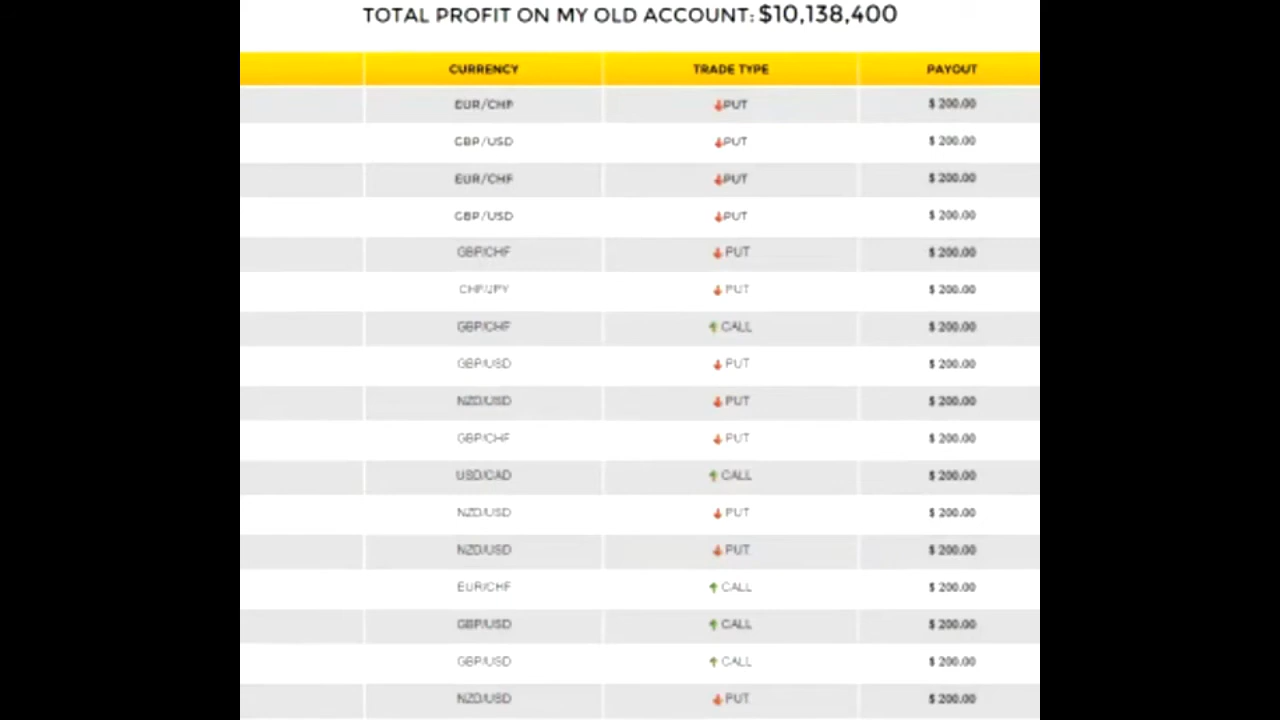 TOTAL PROFIT ON MY OLD ACCOUNT: $10,138,400
CURRENCY TRADE TYPE PAYOUT
EUR/CHF PUT $ 200.00
GBP/USD PUT $ 200.00
EUR/CHF PUT $ 200.00
GBP/USD PUT $ 200.00
GBP/CHF PUT $ 200.00
CHF/JPY PUT $ 200.00
GBP/CHF CALL $ 200.00
GBP/USD PUT $ 200.00
NZD/USD PUT $ 200.00
GBP/CHF PUT $ 200.00
USD/CAD CALL $ 200.00
NZD/USD PUT $ 200.00
NZD/USD PUT $ 200.00
EUR/CHF CALL $ 200.00
GBP/USD CALL $ 200.00
GBP/USD CALL $ 200.00
NZD/USD PUT $ 200.00